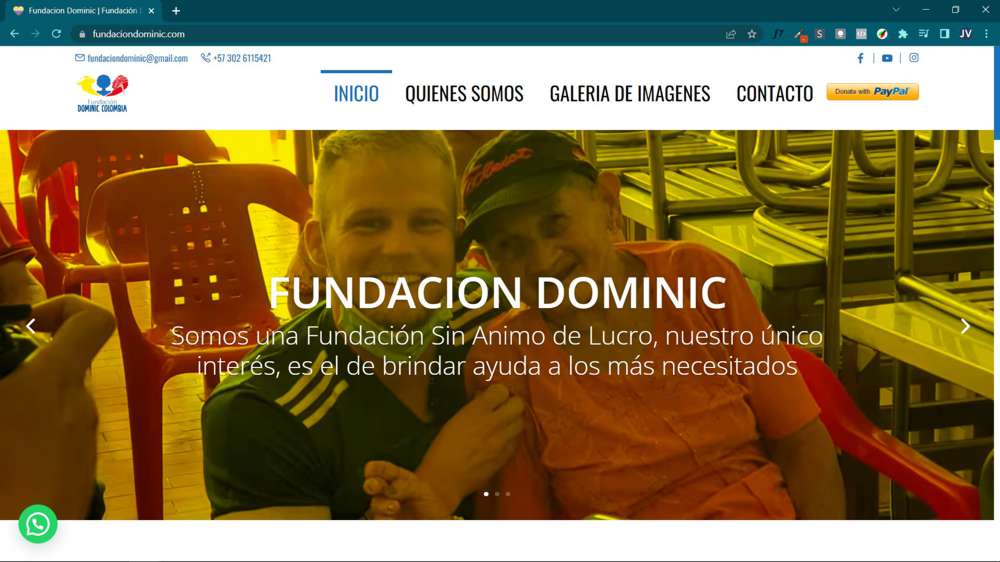 Fundacion Dominic | Fundación
fundaciondominic.com
JV
fundaciondominic@gmail.com
+57 302 6115421
Fundación
DOMINIC COLOMBIA
INICIO
QUIENES SOMOS
GALERIA DE IMAGENES
CONTACTO
Donate with PayPal
FUNDACION DOMINIC
Somos una Fundación Sin Animo de Lucro, nuestro único
interés, es el de brindar ayuda a los más necesitados